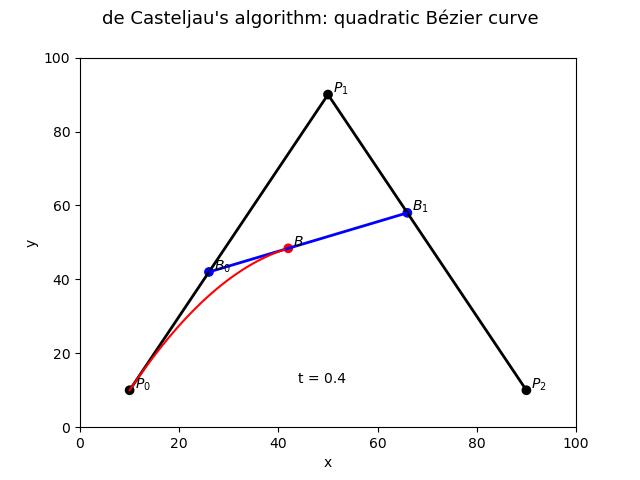 de Casteljau's algorithm: quadratic Bézier curve
100
80
60
40
20
0
y
P₁
B₁
B
B₀
P₀
P₂
t = 0.4
0 20 40 60 80 100
x